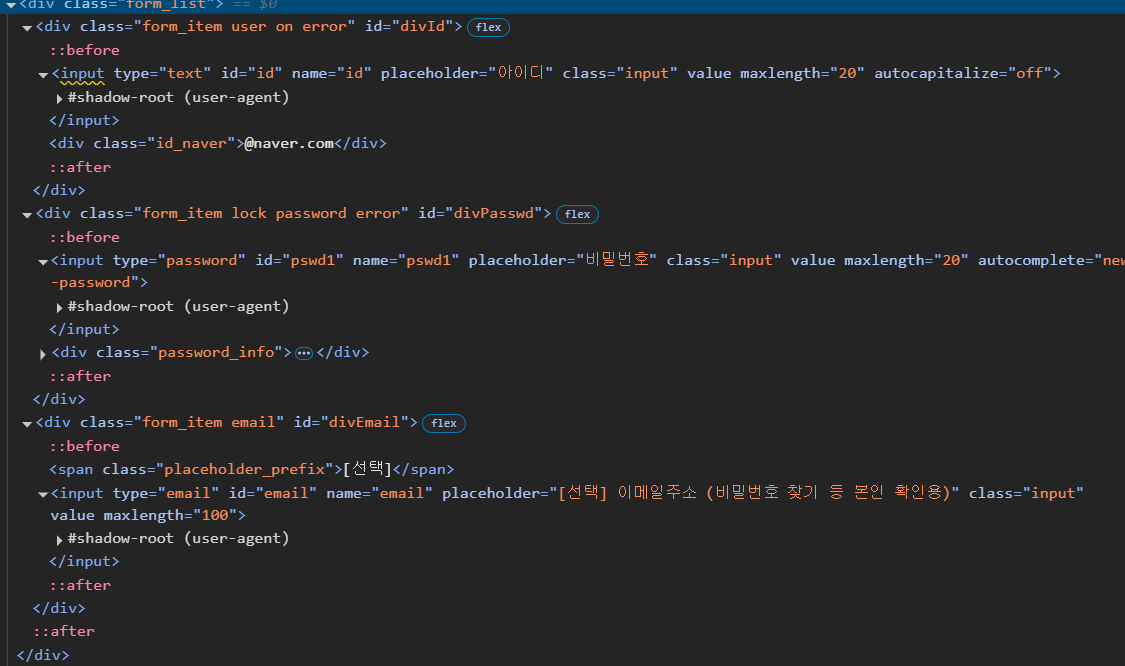 <div class="form_list"> == $0
<div class="form_item user on error" id="divId"> flex
::before
<input type="text" id="id" name="id" placeholder="아이디" class="input" value maxlength="20" autocapitalize="off">
#shadow-root (user-agent)
</input>
<div class="id_naver">@naver.com</div>
::after
</div>
<div class="form_item lock password error" id="divPasswd"> flex
::before
<input type="password" id="pswd1" name="pswd1" placeholder="비밀번호" class="input" value maxlength="20" autocomplete="new
-password">
#shadow-root (user-agent)
</input>
<div class="password_info"> ••• </div>
::after
</div>
<div class="form_item email" id="divEmail"> flex
::before
<span class="placeholder_prefix">[선택]</span>
<input type="email" id="email" name="email" placeholder="[선택] 이메일주소 (비밀번호 찾기 등 본인 확인용)" class="input"
value maxlength="100">
#shadow-root (user-agent)
</input>
::after
</div>
::after
</div>